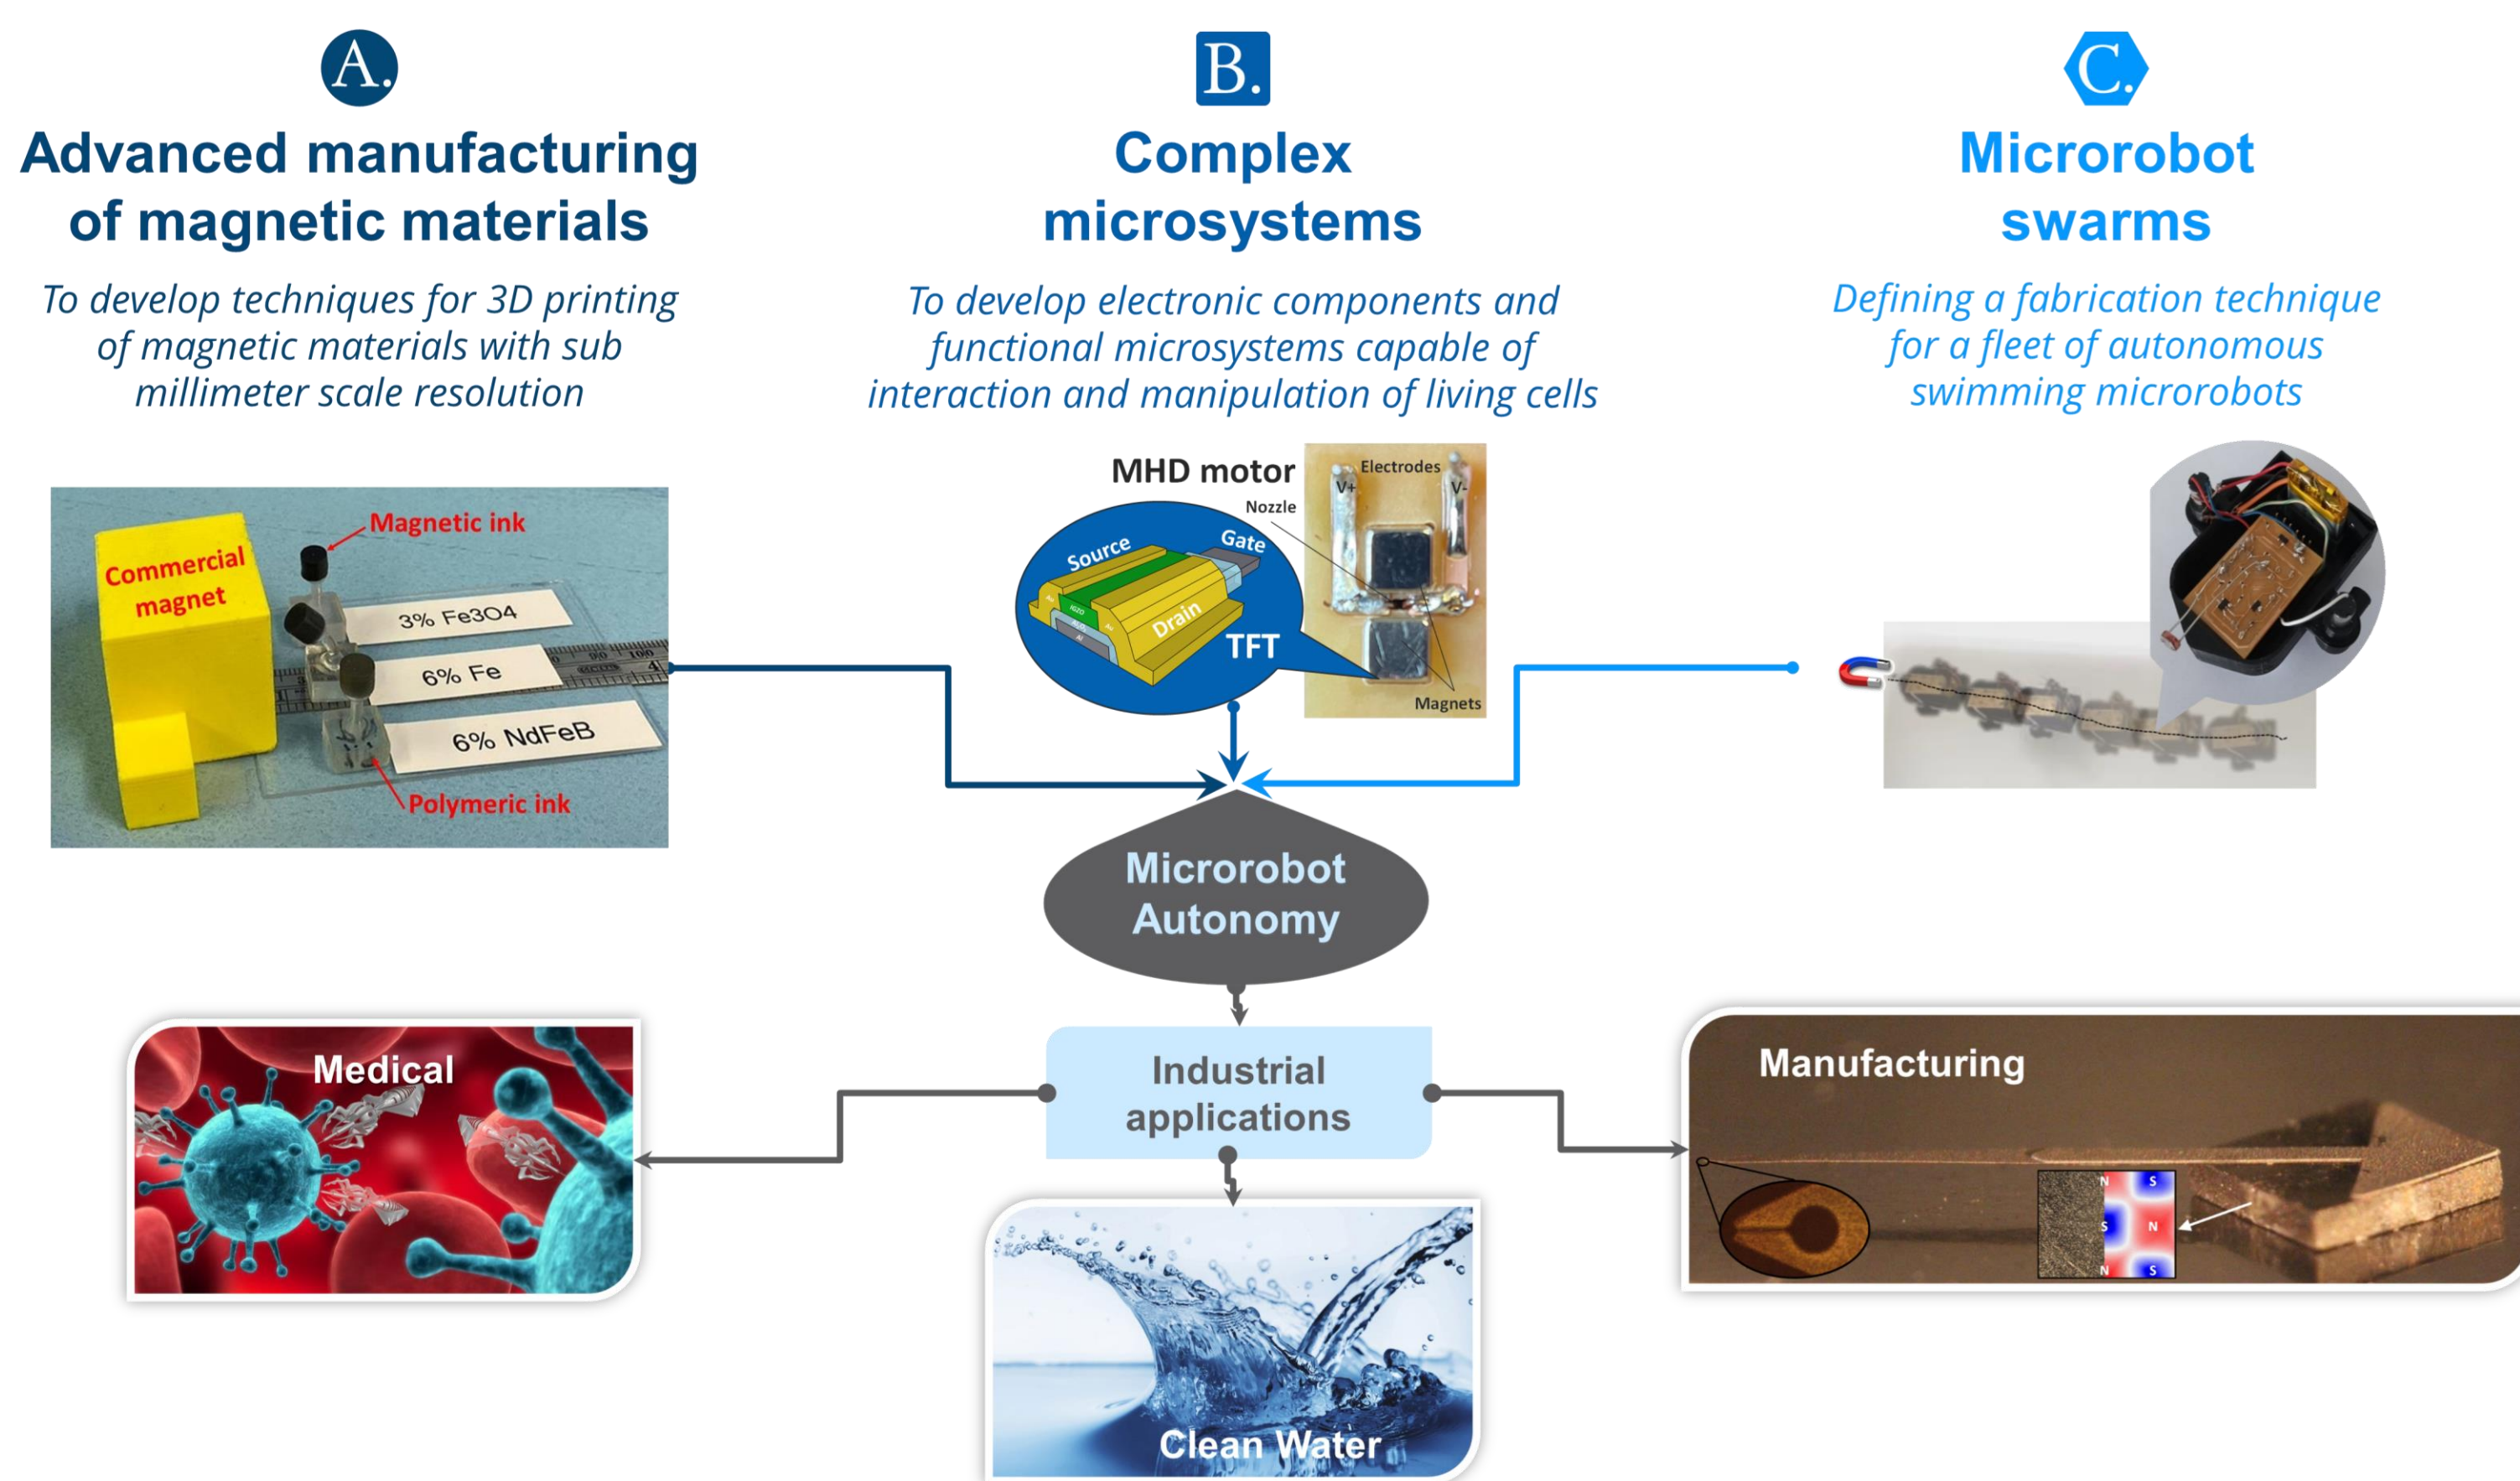 A.
Advanced manufacturing
of magnetic materials
To develop techniques for 3D printing
of magnetic materials with sub
millimeter scale resolution
Commercial
magnet
Magnetic ink
3% Fe3O4
6% Fe
6% NdFeB
Polymeric ink
B.
Complex
microsystems
To develop electronic components and
functional microsystems capable of
interaction and manipulation of living cells
MHD motor
Electrodes
V+
V-
Nozzle
Source
Gate
Au
IGZO
Au
Al
Drain
TFT
Magnets
C.
Microrobot
swarms
Defining a fabrication technique
for a fleet of autonomous
swimming microrobots
Microrobot
Autonomy
Industrial
applications
Medical
Clean Water
Manufacturing
N S
S N
N S